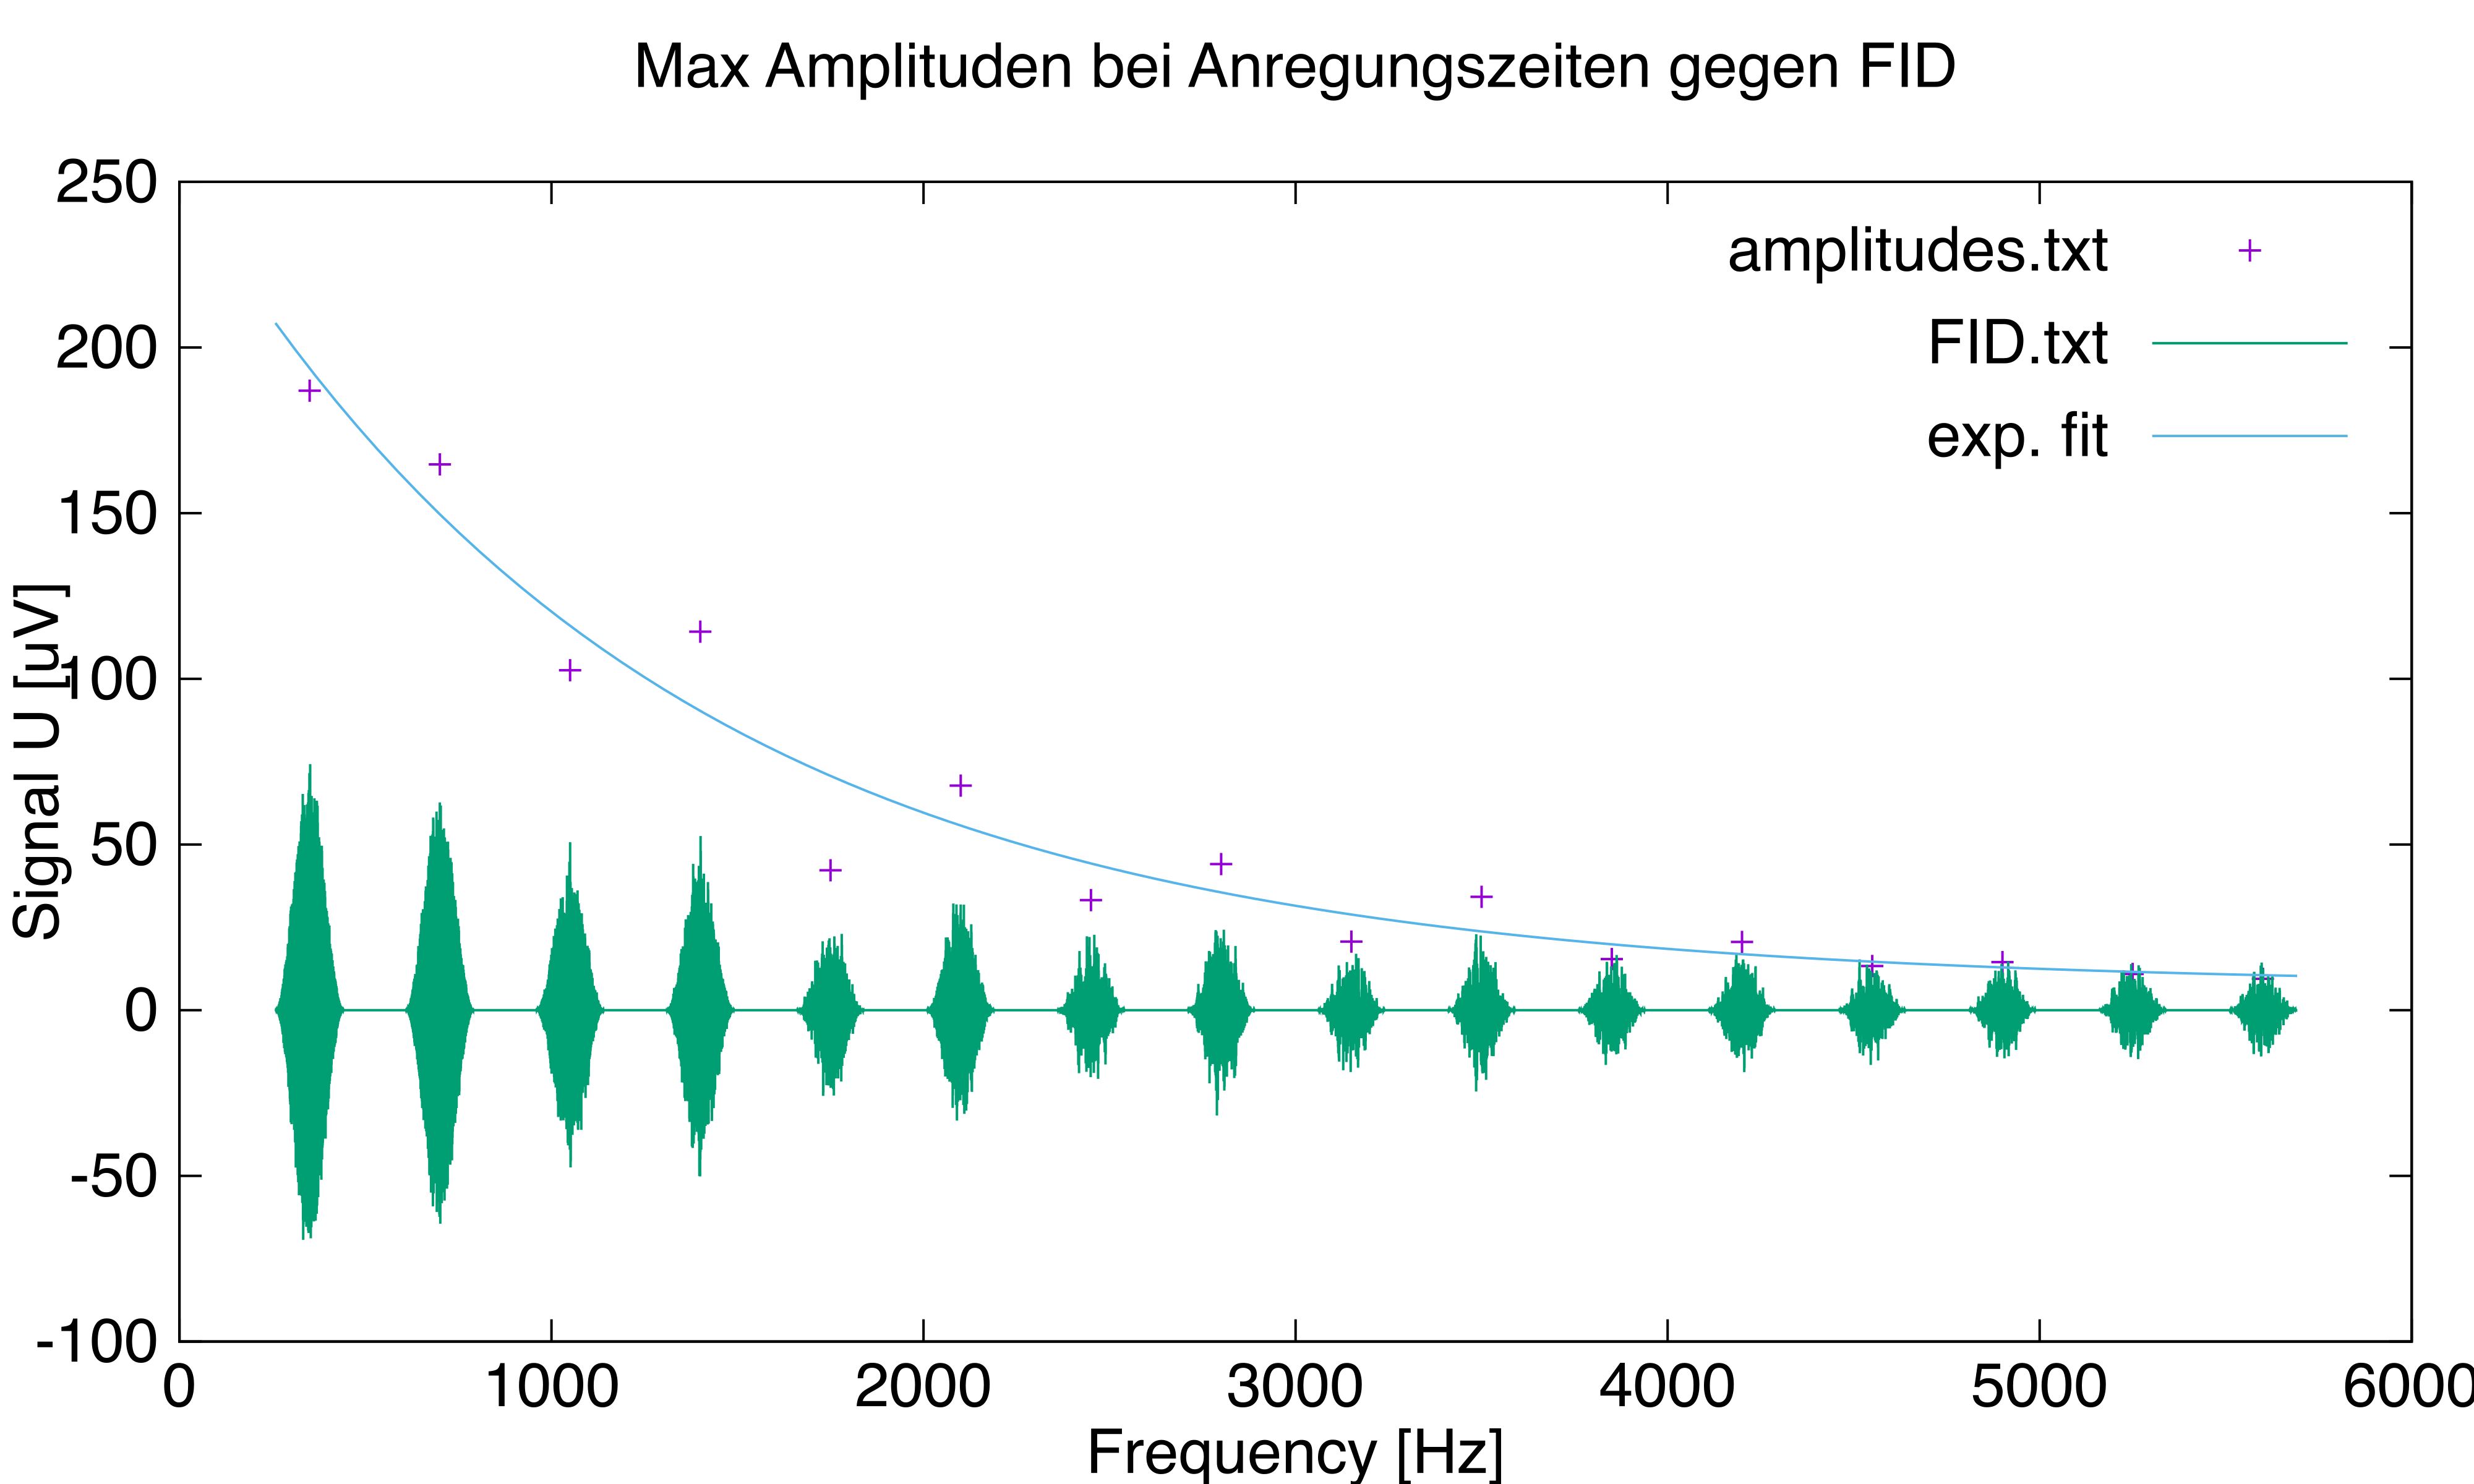 Max Amplituden bei Anregungszeiten gegen FID
250
200
150
100
50
0
-50
-100
Signal U [uV]
amplitudes.txt
FID.txt
exp. fit
0 1000 2000 3000 4000 5000 6000
Frequency [Hz]